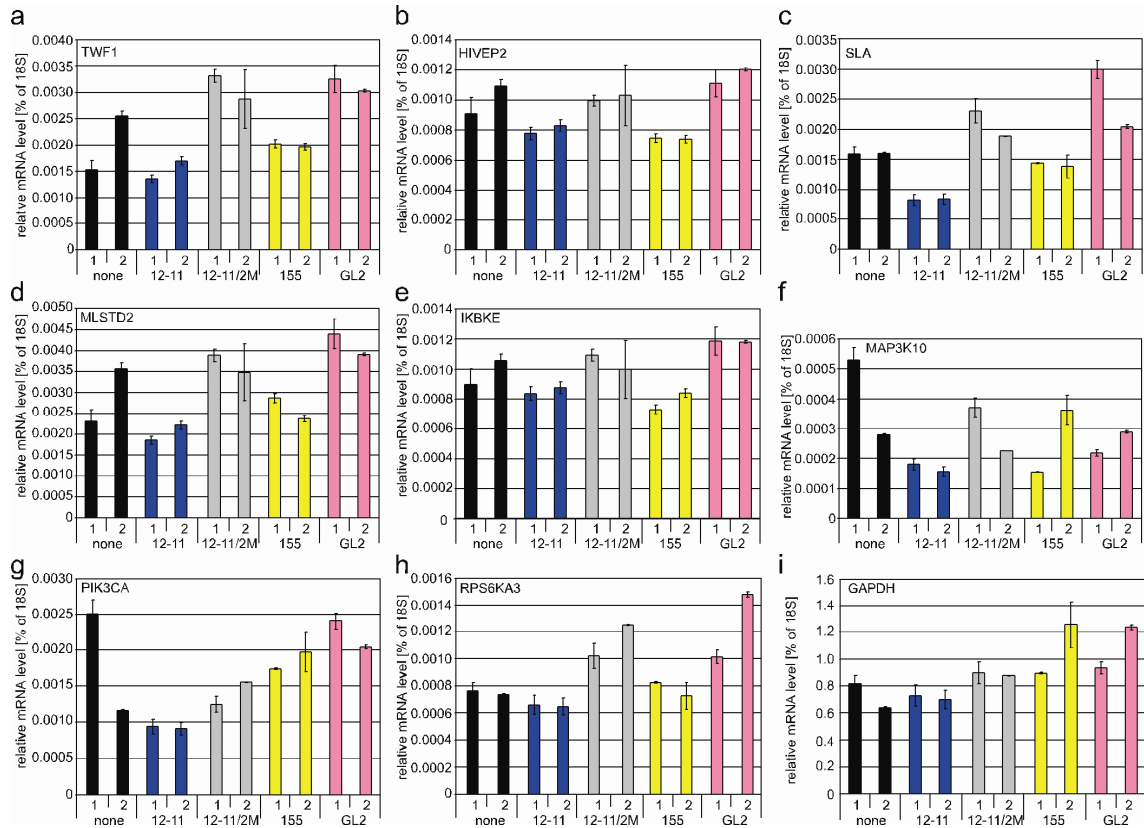 a
TWF1
relative mRNA level [% of 18S]
0.0040
0.0035
0.0030
0.0025
0.0020
0.0015
0.0010
0.0005
0
1 2 1 2 1 2 1 2 1 2
none 12-11 12-11/2M 155 GL2
b
HIVEP2
relative mRNA level [% of 18S]
0.0014
0.0012
0.0010
0.0008
0.0006
0.0004
0.0002
0
1 2 1 2 1 2 1 2 1 2
none 12-11 12-11/2M 155 GL2
c
SLA
relative mRNA level [% of 18S]
0.0035
0.0030
0.0025
0.0020
0.0015
0.0010
0.0005
0
1 2 1 2 1 2 1 2 1 2
none 12-11 12-11/2M 155 GL2
d
MLSTD2
relative mRNA level [% of 18S]
0.0050
0.0045
0.0040
0.0035
0.0030
0.0025
0.0020
0.0015
0.0010
0.0005
0
1 2 1 2 1 2 1 2 1 2
none 12-11 12-11/2M 155 GL2
e
IKBKE
relative mRNA level [% of 18S]
0.0014
0.0012
0.0010
0.0008
0.0006
0.0004
0.0002
0
1 2 1 2 1 2 1 2 1 2
none 12-11 12-11/2M 155 GL2
f
MAP3K10
relative mRNA level [% of 18S]
0.0006
0.0005
0.0004
0.0003
0.0002
0.0001
0
1 2 1 2 1 2 1 2 1 2
none 12-11 12-11/2M 155 GL2
g
PIK3CA
relative mRNA level [% of 18S]
0.0030
0.0025
0.0020
0.0015
0.0010
0.0005
0
1 2 1 2 1 2 1 2 1 2
none 12-11 12-11/2M 155 GL2
h
RPS6KA3
relative mRNA level [% of 18S]
0.0016
0.0014
0.0012
0.0010
0.0008
0.0006
0.0004
0.0002
0
1 2 1 2 1 2 1 2 1 2
none 12-11 12-11/2M 155 GL2
i
GAPDH
relative mRNA level [% of 18S]
1.6
1.4
1.2
1.0
0.8
0.6
0.4
0.2
0
1 2 1 2 1 2 1 2 1 2
none 12-11 12-11/2M 155 GL2